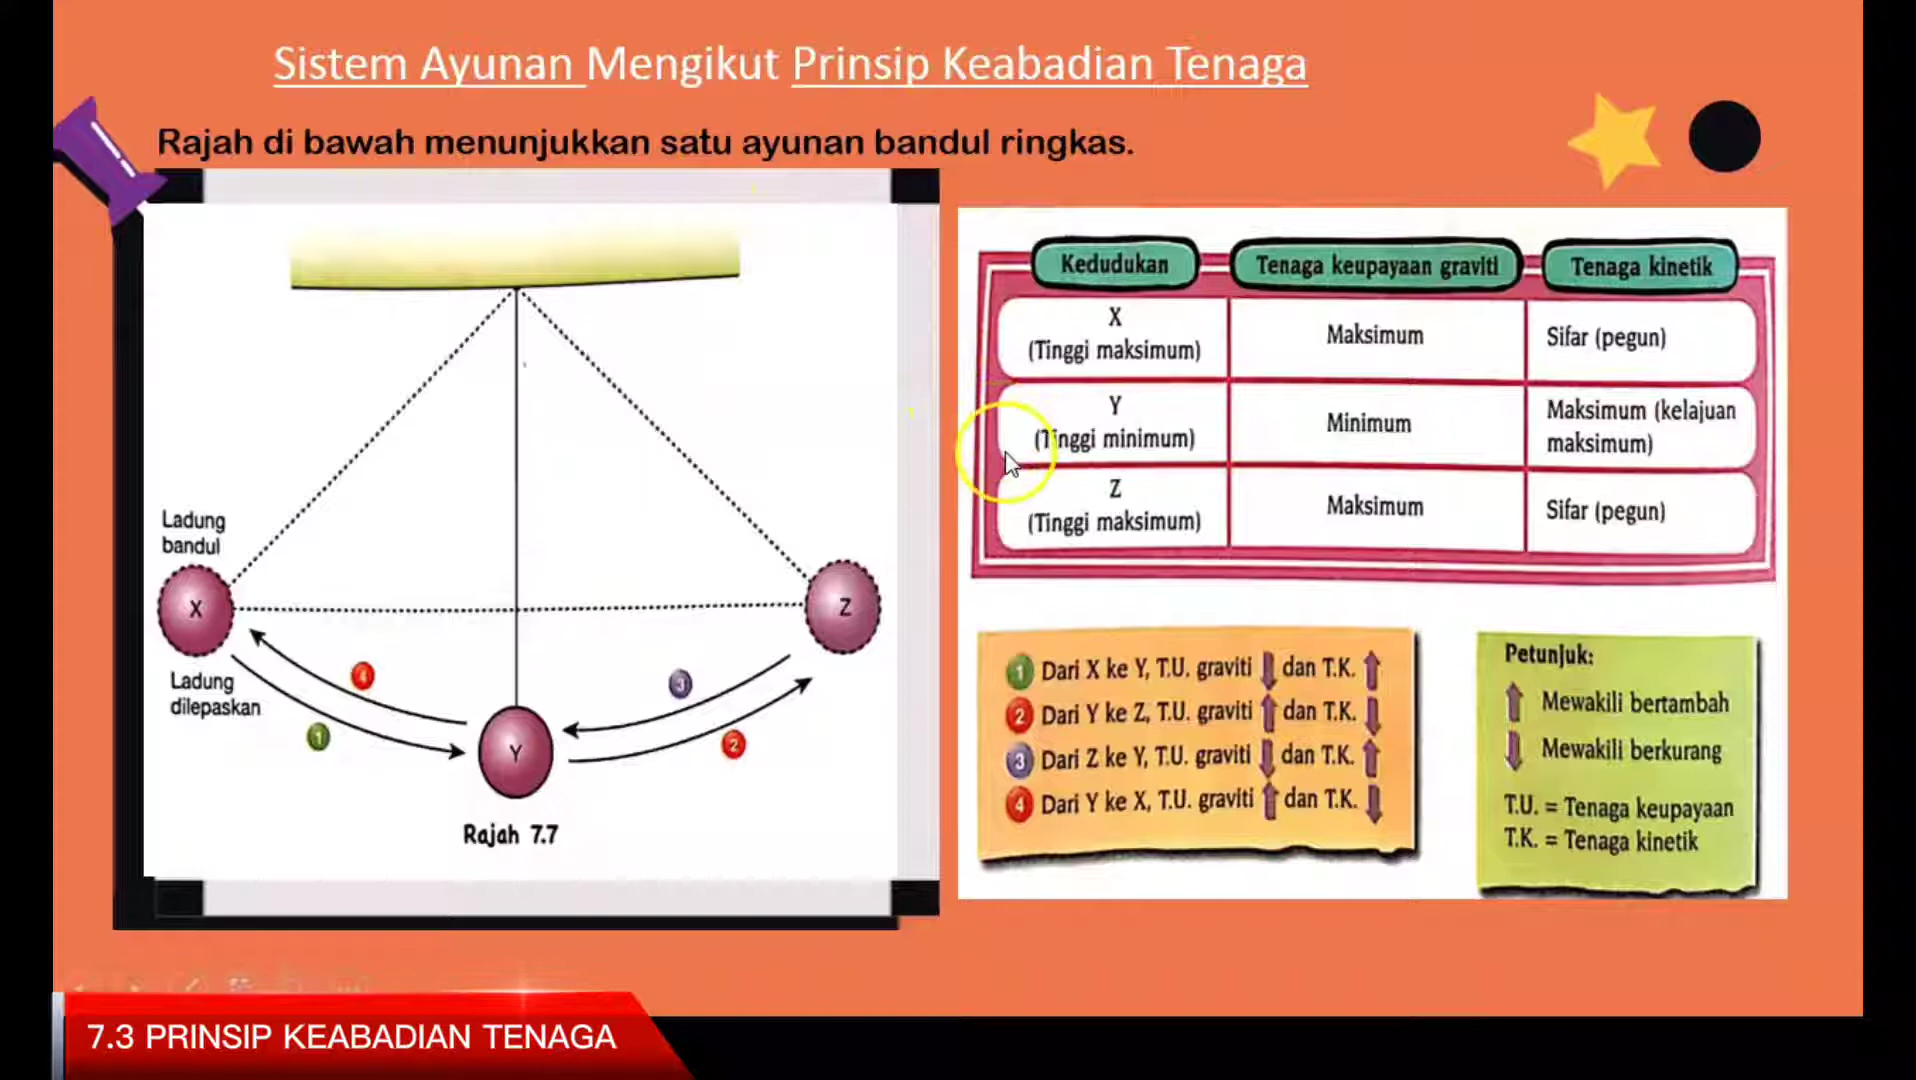 Sistem Ayunan Mengikut Prinsip Keabadian Tenaga
Rajah di bawah menunjukkan satu ayunan bandul ringkas.
Ladung
bandul
X
Z
Ladung
dilepaskan
4
3
1
2
Y
Rajah 7.7
Kedudukan
Tenaga keupayaan graviti
Tenaga kinetik
X
(Tinggi maksimum)
Maksimum
Sifar (pegun)
Y
(Tinggi minimum)
Minimum
Maksimum (kelajuan
maksimum)
Z
(Tinggi maksimum)
Maksimum
Sifar (pegun)
1 Dari X ke Y, T.U. graviti ↓ dan T.K. ↑
2 Dari Y ke Z, T.U. graviti ↑ dan T.K. ↓
3 Dari Z ke Y, T.U. graviti ↓ dan T.K. ↑
4 Dari Y ke X, T.U. graviti ↑ dan T.K. ↓
Petunjuk:
↑ Mewakili bertambah
↓ Mewakili berkurang
T.U. = Tenaga keupayaan
T.K. = Tenaga kinetik
7.3 PRINSIP KEABADIAN TENAGA